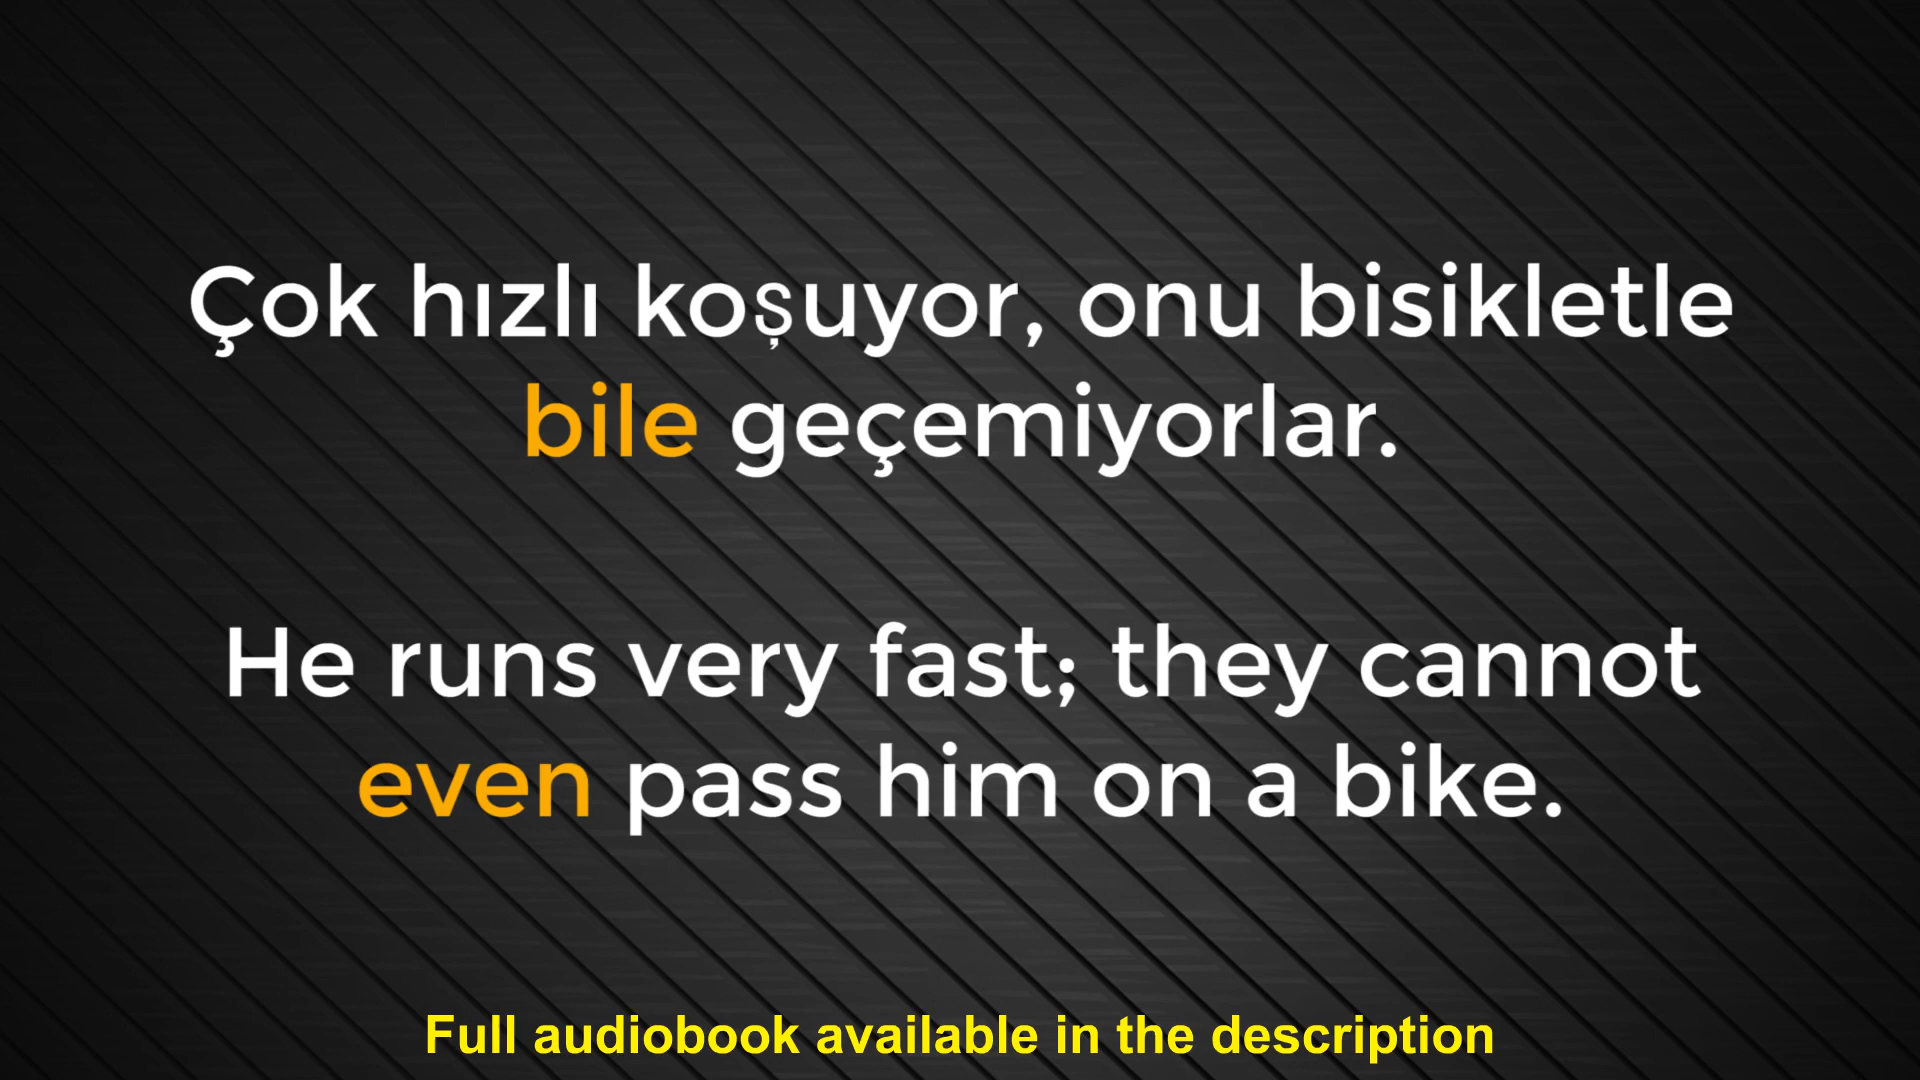 Çok hızlı koşuyor, onu bisikletle
bile geçemiyorlar.
He runs very fast; they cannot
even pass him on a bike.
Full audiobook available in the description